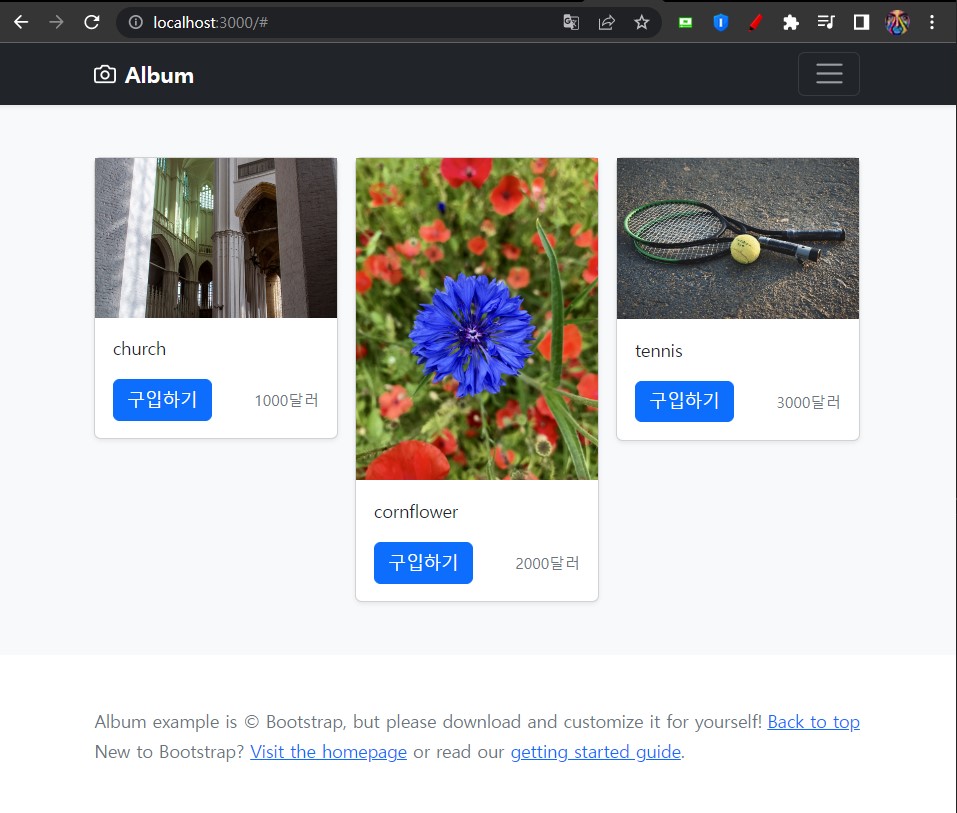 localhost:3000/#
Album
church
구입하기 1000달러
cornflower
구입하기 2000달러
tennis
구입하기 3000달러
Album example is © Bootstrap, but please download and customize it for yourself! Back to top
New to Bootstrap? Visit the homepage or read our getting started guide.